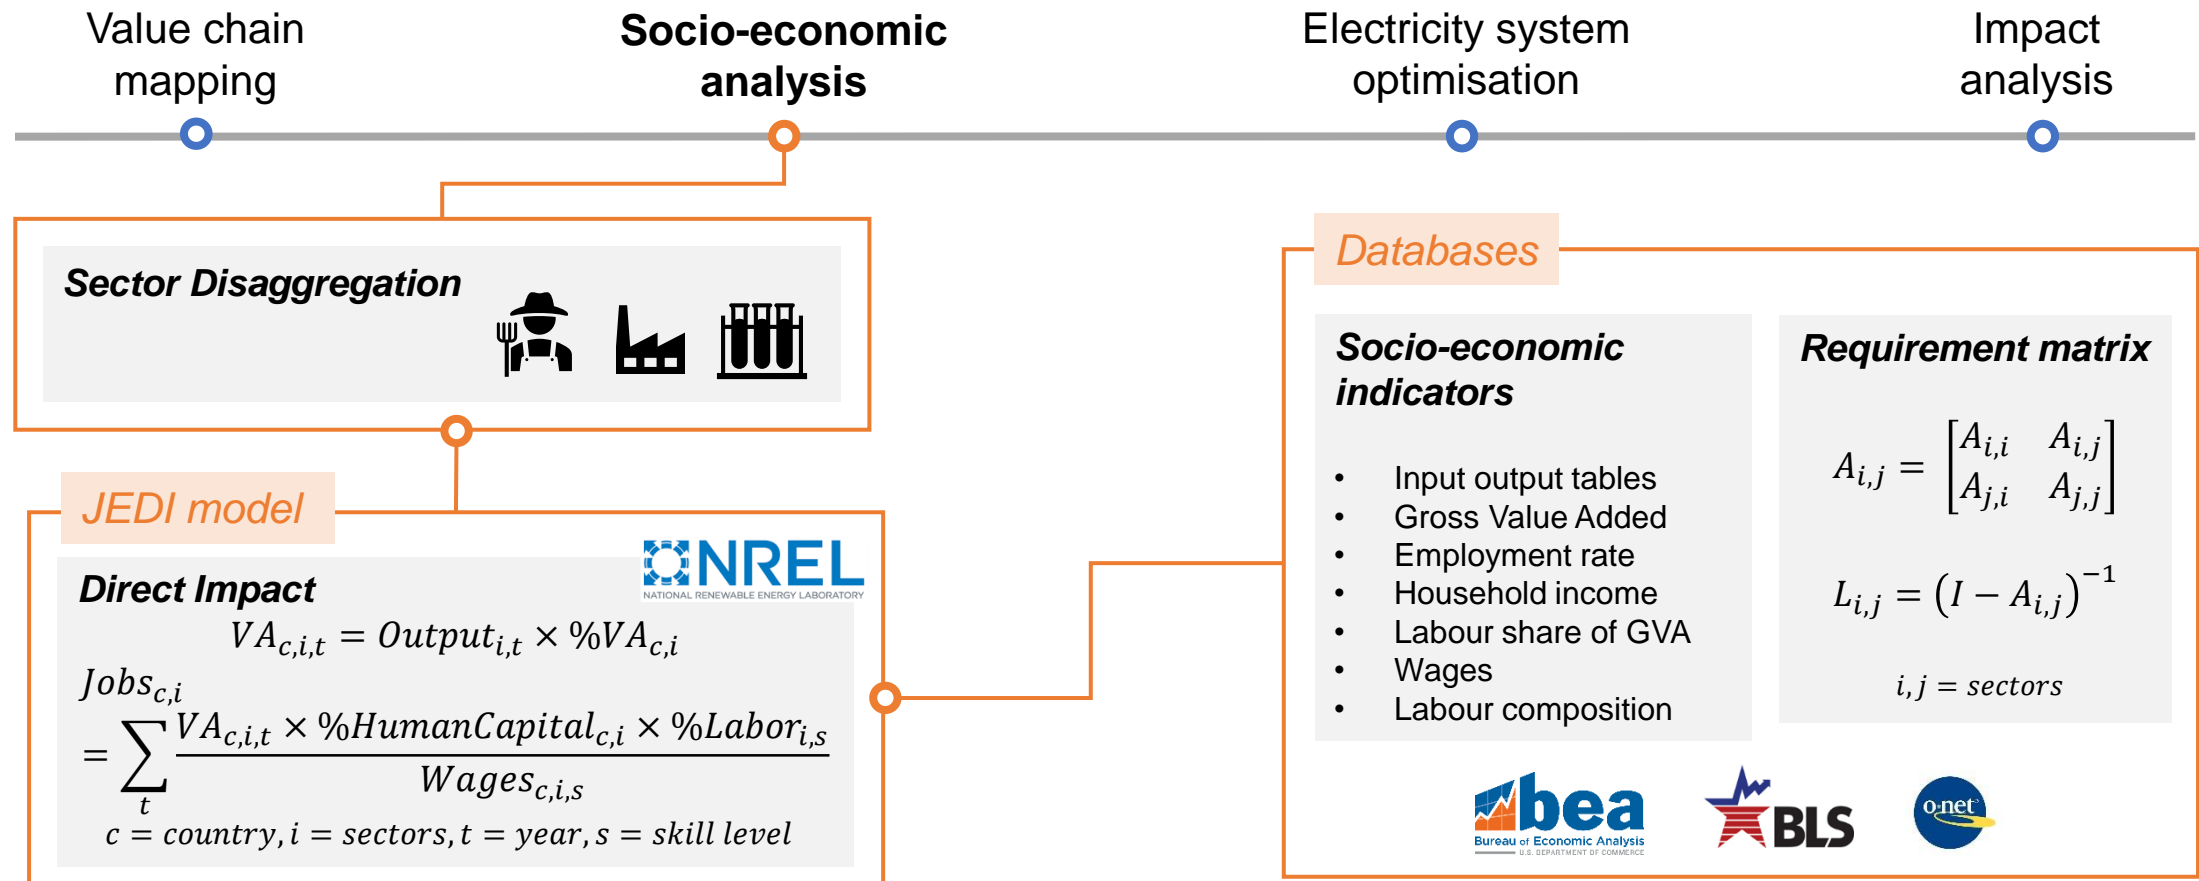 Value chain
mapping
Socio-economic
analysis
Electricity system
optimisation
Impact
analysis
Sector Disaggregation
JEDI model
NREL
NATIONAL RENEWABLE ENERGY LABORATORY
Direct Impact
VA_{c,i,t} = Output_{i,t} × %VA_{c,i}
Jobs_{c,i}
= ∑_t (VA_{c,i,t} × %HumanCapital_{c,i} × %Labor_{i,s}) / Wages_{c,i,s}
c = country, i = sectors, t = year, s = skill level
Databases
Socio-economic
indicators
• Input output tables
• Gross Value Added
• Employment rate
• Household income
• Labour share of GVA
• Wages
• Labour composition
Requirement matrix
A_{i,j} = [A_{i,i} A_{i,j}
A_{j,i} A_{j,j}]
L_{i,j} = (I − A_{i,j})^{−1}
i, j = sectors
bea
Bureau of Economic Analysis
U.S. DEPARTMENT OF COMMERCE
BLS
o·net